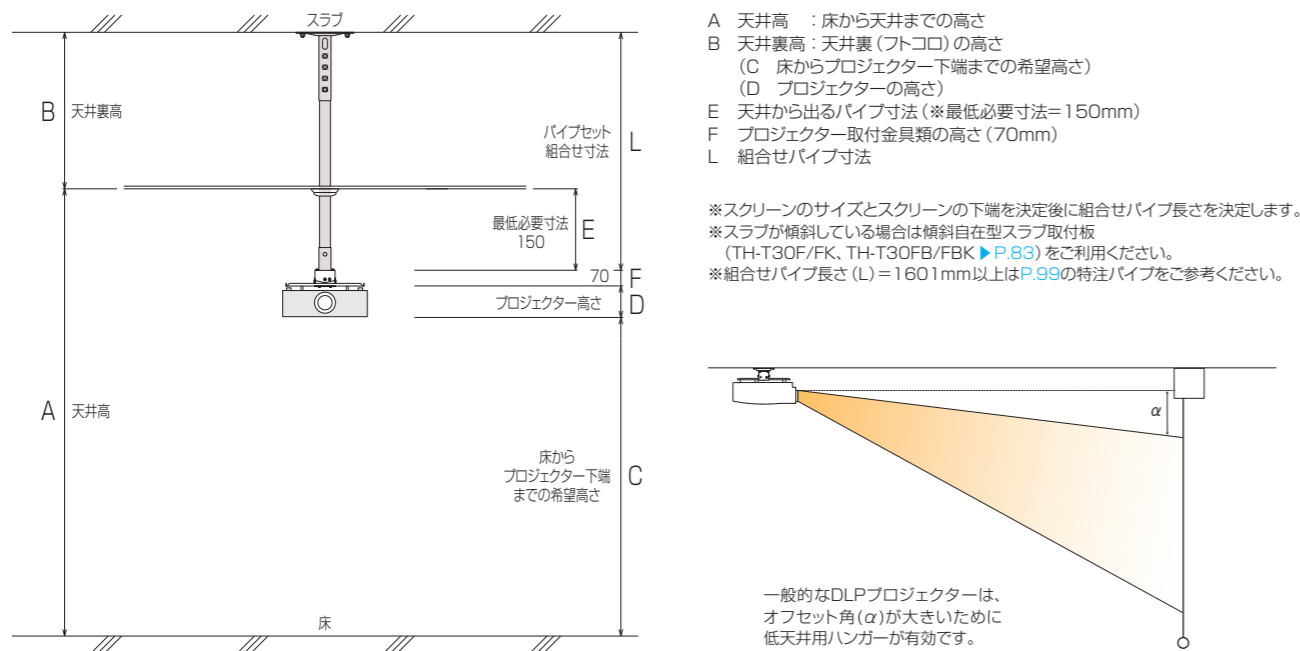 スラブ
B 天井裏高
パイプセット
組合せ寸法
L
最低必要寸法
150
E
70
F
プロジェクター高さ
D
A 天井高
床から
プロジェクター下端
までの希望高さ
C
床
A 天井高 :床から天井までの高さ
B 天井裏高:天井裏(フトコロ)の高さ
(C 床からプロジェクター下端までの希望高さ)
(D プロジェクターの高さ)
E 天井から出るパイプ寸法(※最低必要寸法=150mm)
F プロジェクター取付金具類の高さ(70mm)
L 組合せパイプ寸法
※スクリーンのサイズとスクリーンの下端を決定後に組合せパイプ長さを決定します。
※スラブが傾斜している場合は傾斜自在型スラブ取付板
(TH-T30F/FK、TH-T30FB/FBK ▶P.83)をご利用ください。
※組合せパイプ長さ(L)=1601mm以上はP.99の特注パイプをご参考ください。
α
一般的なDLPプロジェクターは、
オフセット角(α)が大きいために
低天井用ハンガーが有効です。